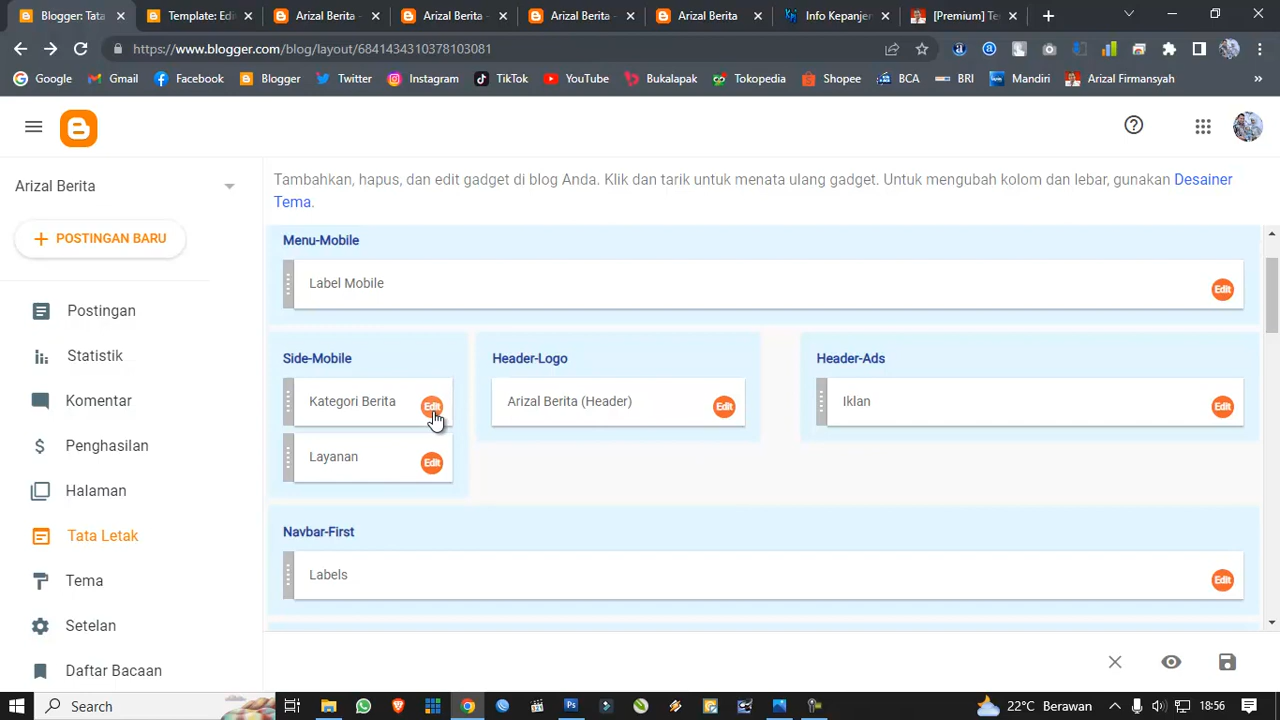 Blogger: Tata
Template: Edi
Arizal Berita -
Arizal Berita -
Arizal Berita -
Arizal Berita
Info Kepanjer
[Premium] Te
https://www.blogger.com/blog/layout/6841434310378103081
Google
Gmail
Facebook
Blogger
Twitter
Instagram
TikTok
YouTube
Bukalapak
Tokopedia
Shopee
BCA
BRI
Mandiri
Arizal Firmansyah
Arizal Berita
POSTINGAN BARU
Postingan
Statistik
Komentar
Penghasilan
Halaman
Tata Letak
Tema
Setelan
Daftar Bacaan
Tambahkan, hapus, dan edit gadget di blog Anda. Klik dan tarik untuk menata ulang gadget. Untuk mengubah kolom dan lebar, gunakan Desainer
Tema.
Menu-Mobile
Label Mobile
Edit
Side-Mobile
Kategori Berita
Edit
Layanan
Edit
Header-Logo
Arizal Berita (Header)
Edit
Header-Ads
Iklan
Edit
Navbar-First
Labels
Edit
Search
22°C Berawan
18:56